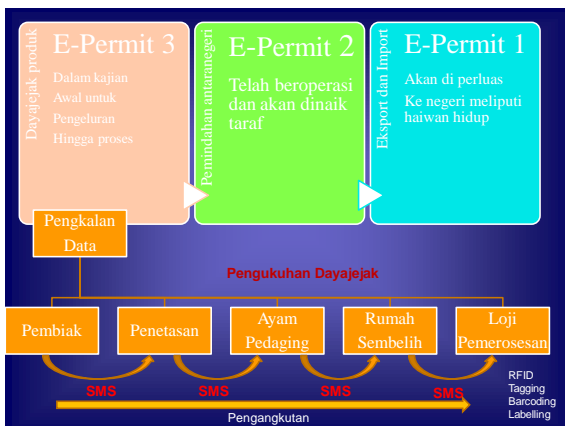 Dayajejak produk
E-Permit 3
Dalam kajian
Awal untuk
Pengeluran
Hingga proses
Pemindahan antaranegeri
E-Permit 2
Telah beroperasi
dan akan dinaik
taraf
Eksport dan Import
E-Permit 1
Akan di perluas
Ke negeri meliputi
haiwan hidup
Pengkalan
Data
Pengukuhan Dayajejak
Pembiak
Penetasan
Ayam
Pedaging
Rumah
Sembelih
Loji
Pemerosesan
SMS
SMS
SMS
SMS
Pengangkutan
RFID
Tagging
Barcoding
Labelling